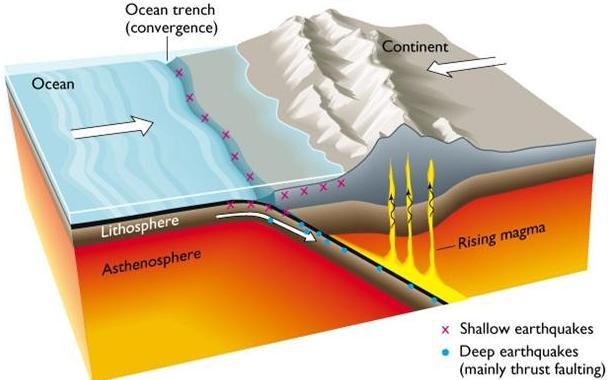 Ocean trench
(convergence)
Continent
Ocean
Lithosphere
Asthenosphere
Rising magma
x Shallow earthquakes
• Deep earthquakes
(mainly thrust faulting)